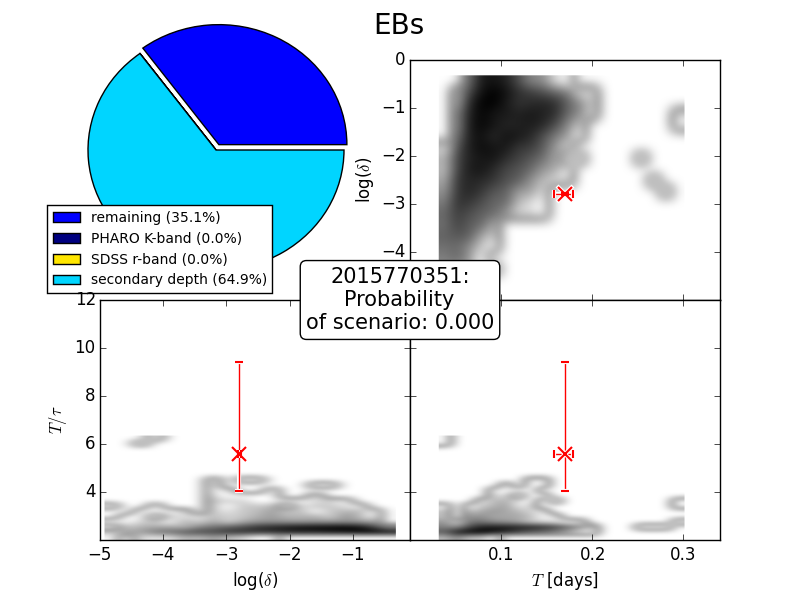 EBs
remaining (35.1%)
PHARO K-band (0.0%)
SDSS r-band (0.0%)
secondary depth (64.9%)
0
−1
−2
−3
−4
log(δ)
2015770351:
Probability
of scenario: 0.000
12
10
8
6
4
T/τ
−5 −4 −3 −2 −1
log(δ)
0.1 0.2 0.3
T [days]